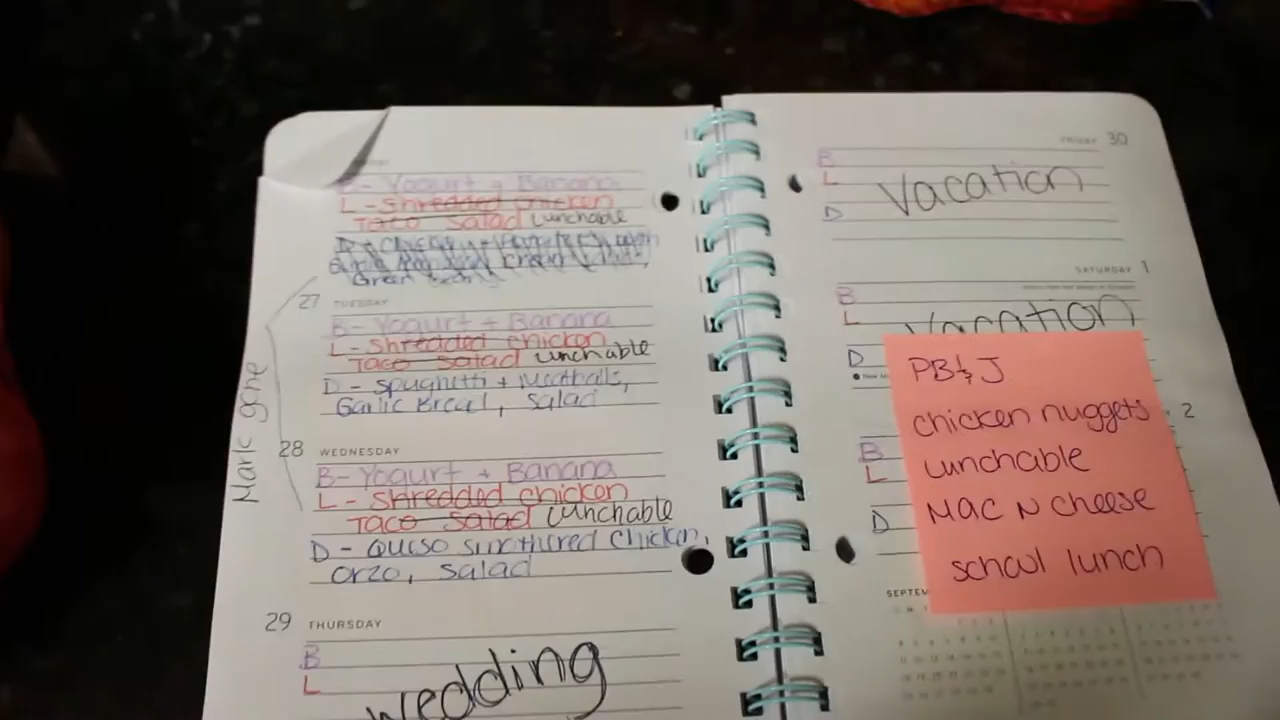 B- Yogurt + Banana
L- Shredded chicken
Taco Salad Lunchable
Green
27 TUESDAY
B- Yogurt + Banana
L- Shredded chicken
Taco Salad Lunchable
D- Spaghetti + Meatballs,
Garlic Bread, Salad
28 WEDNESDAY
B- Yogurt + Banana
L- Shredded chicken
Taco Salad Lunchable
D- Queso smothered chicken,
orzo, salad
Mark gone
29 THURSDAY
B
L
wedding
FRIDAY 30
B
L
Vacation
D
SATURDAY 1
B
L
Vacation
D
2
B
L
D
PB&J
chicken nuggets
Lunchable
Mac N cheese
school lunch
SEPTEM